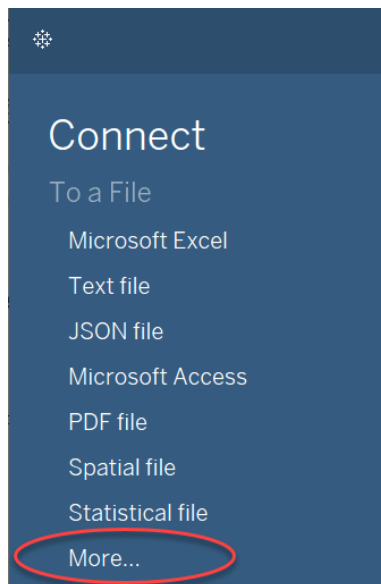 Connect
To a File
Microsoft Excel
Text file
JSON file
Microsoft Access
PDF file
Spatial file
Statistical file
More...